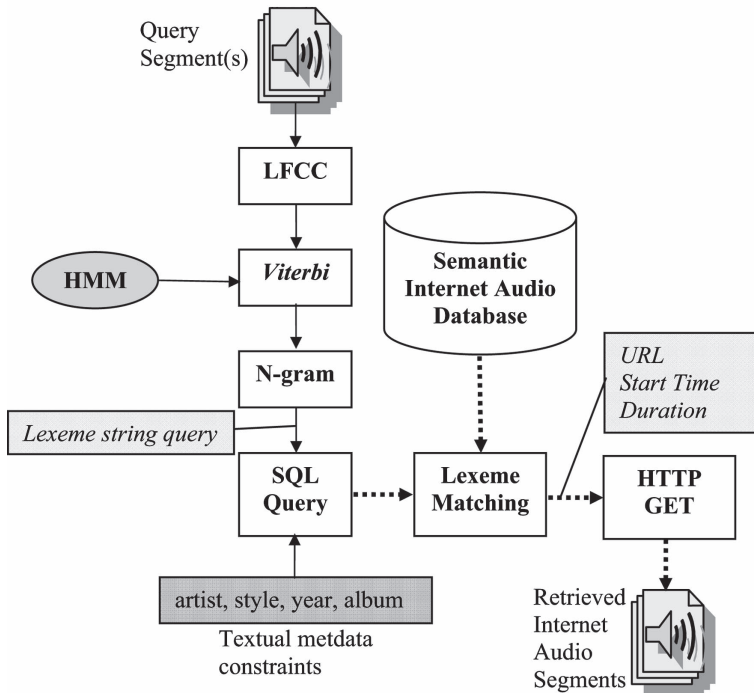 Query
Segment(s)
LFCC
HMM
Viterbi
Semantic
Internet Audio
Database
N-gram
URL
Start Time
Duration
Lexeme string query
SQL
Query
Lexeme
Matching
HTTP
GET
artist, style, year, album
Textual metdata
constraints
Retrieved
Internet
Audio
Segments